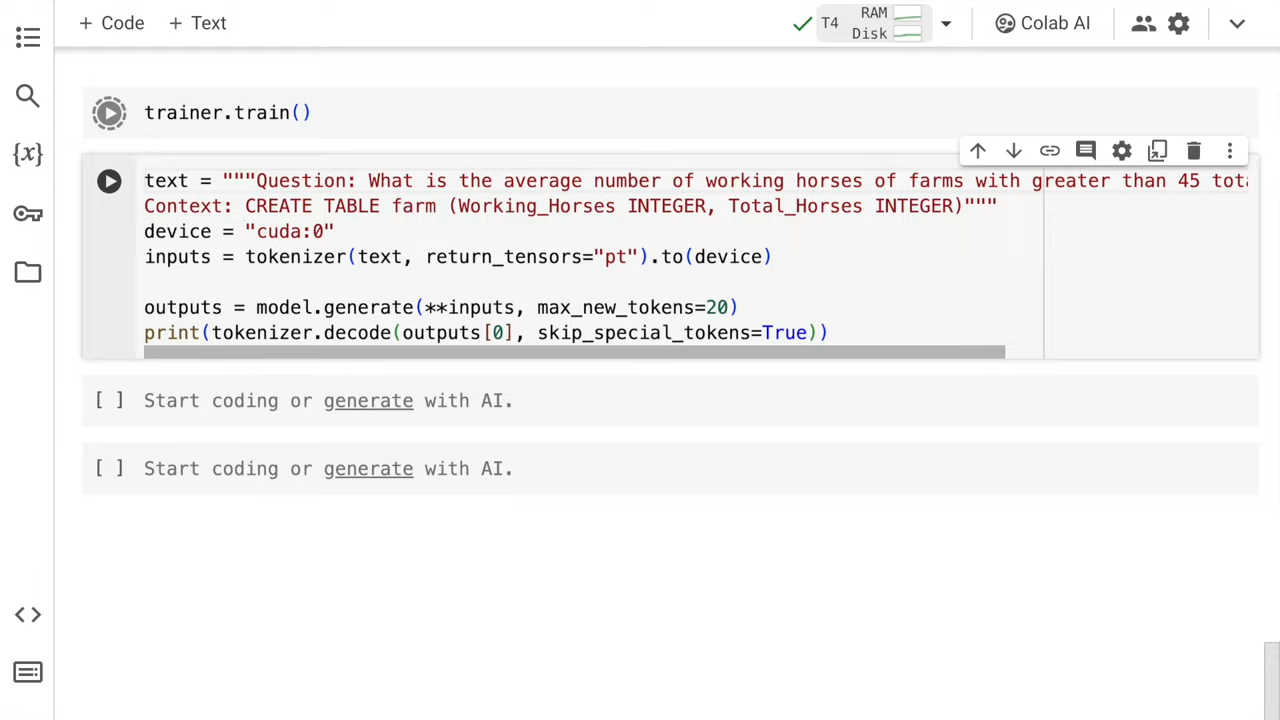 + Code + Text
T4
RAM
Disk
Colab AI
{x}
trainer.train()
text = """Question: What is the average number of working horses of farms with greater than 45
Context: CREATE TABLE farm (Working_Horses INTEGER, Total_Horses INTEGER)"""
device = "cuda:0"
inputs = tokenizer(text, return_tensors="pt").to(device)
outputs = model.generate(**inputs, max_new_tokens=20)
print(tokenizer.decode(outputs[0], skip_special_tokens=True))
[ ] Start coding or generate with AI.
[ ] Start coding or generate with AI.